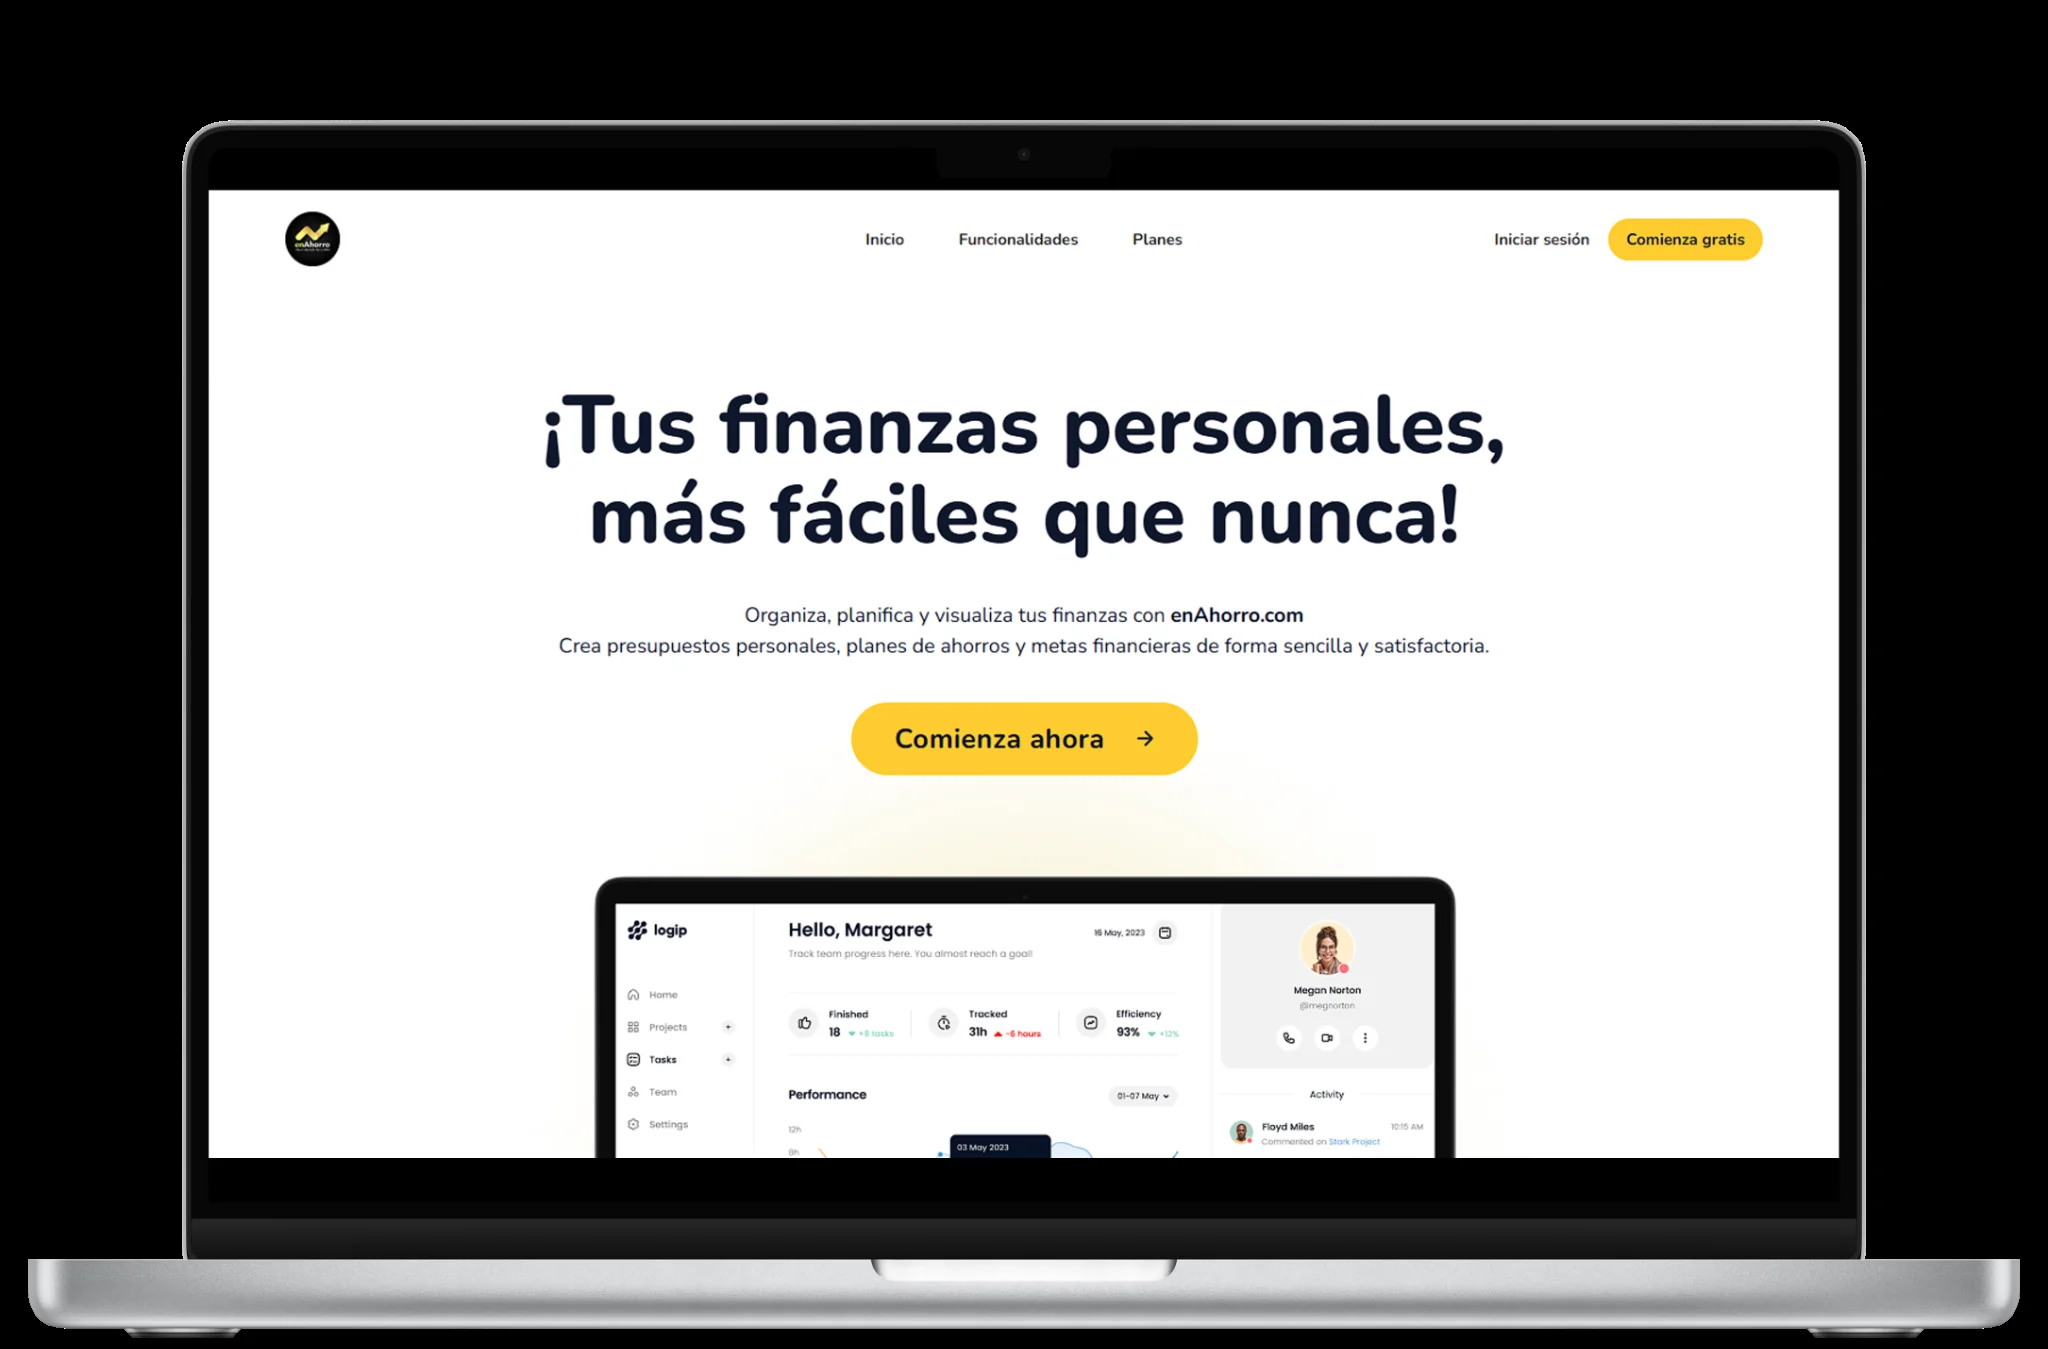 enAhorro
Inicio
Funcionalidades
Planes
Iniciar sesión
Comienza gratis
¡Tus finanzas personales,
más fáciles que nunca!
Organiza, planifica y visualiza tus finanzas con enAhorro.com
Crea presupuestos personales, planes de ahorros y metas financieras de forma sencilla y satisfactoria.
Comienza ahora →
logip
Home
Projects +
Tasks +
Team
Settings
Hello, Margaret
Track team progress here. You almost reach a goal!
16 May, 2023
Finished
18 +8 tasks
Tracked
31h -6 hours
Efficiency
93% +12%
Performance
01-07 May
12h
8h
03 May 2023
Megan Norton
@megnorton
Activity
Floyd Miles
10:15 AM
Commented on Stark Project